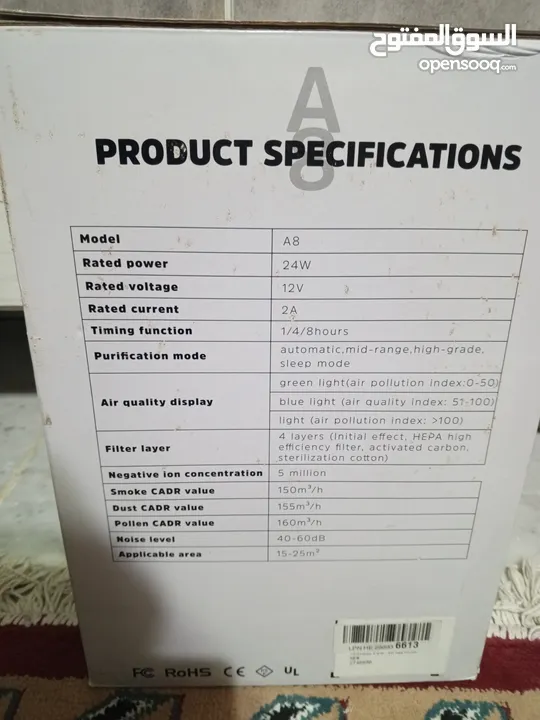 السوق المفتوح
opensooq.com
A
8
PRODUCT SPECIFICATIONS
Model A8
Rated power 24W
Rated voltage 12V
Rated current 2A
Timing function 1/4/8hours
Purification mode automatic,mid-range,high-grade,
sleep mode
Air quality display green light(air pollution index:0-50)
blue light (air quality index: 51-100)
light (air pollution index: >100)
Filter layer 4 layers (Initial effect, HEPA high
efficiency filter, activated carbon,
sterilization cotton)
Negative ion concentration 5 million
Smoke CADR value 150m³/h
Dust CADR value 155m³/h
Pollen CADR value 160m³/h
Noise level 40-60dB
Applicable area 15-25m²
6613
FC RoHS CE UL